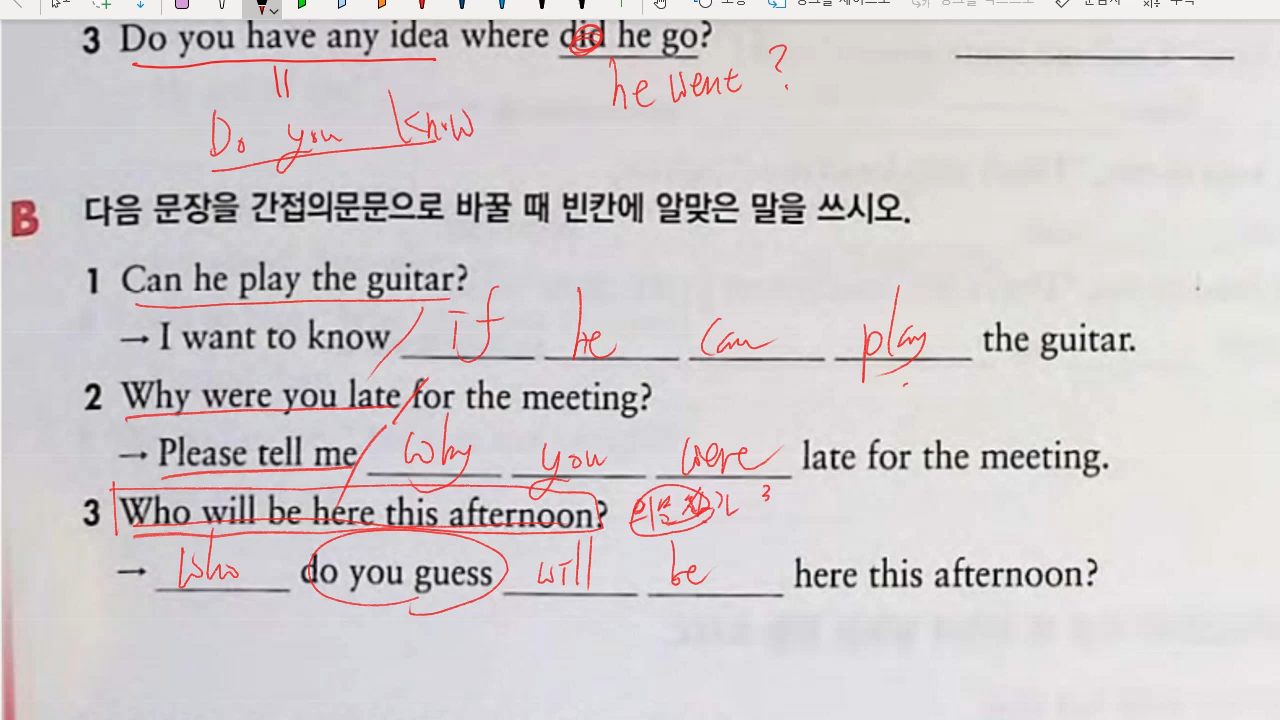 3 Do you have any idea where did he go?
he went ?
Do you know
B 다음 문장을 간접의문문으로 바꿀 때 빈칸에 알맞은 말을 쓰시오.
1 Can he play the guitar?
→ I want to know if he can play the guitar.
2 Why were you late for the meeting?
→ Please tell me why you were late for the meeting.
3 Who will be here this afternoon?
→ who do you guess will be here this afternoon?